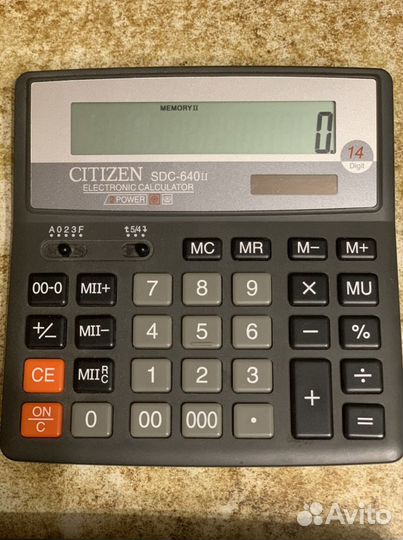 MEMORY II
0.
CITIZEN SDC-640II
ELECTRONIC CALCULATOR
14
Digit
POWER
A 0 2 3 F
5/4
MC MR M− M+
00→0 MII+ 7 8 9 × MU
+/− MII− 4 5 6 − %
CE MII R C 1 2 3 + ÷
ON/C 0 00 000 • =
Avito